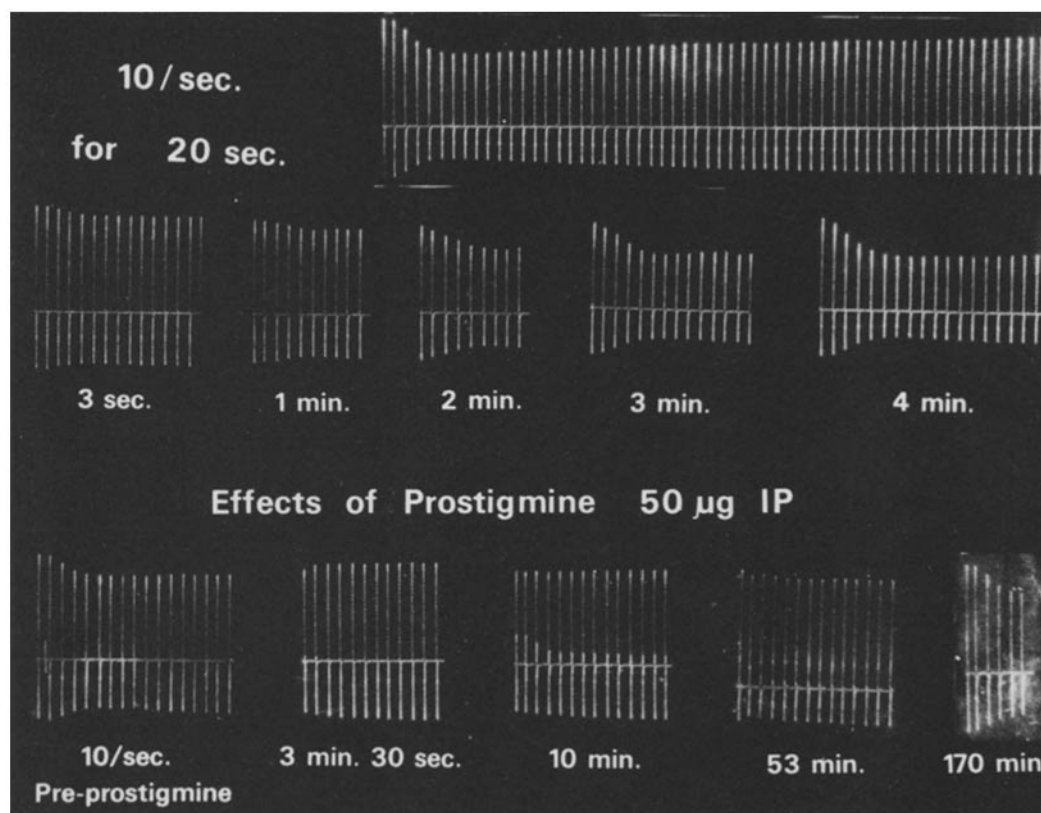 10/sec.
for 20 sec.
3 sec. 1 min. 2 min. 3 min. 4 min.
Effects of Prostigmine 50 µg IP
10/sec. 3 min. 30 sec. 10 min. 53 min. 170 min
Pre-prostigmine